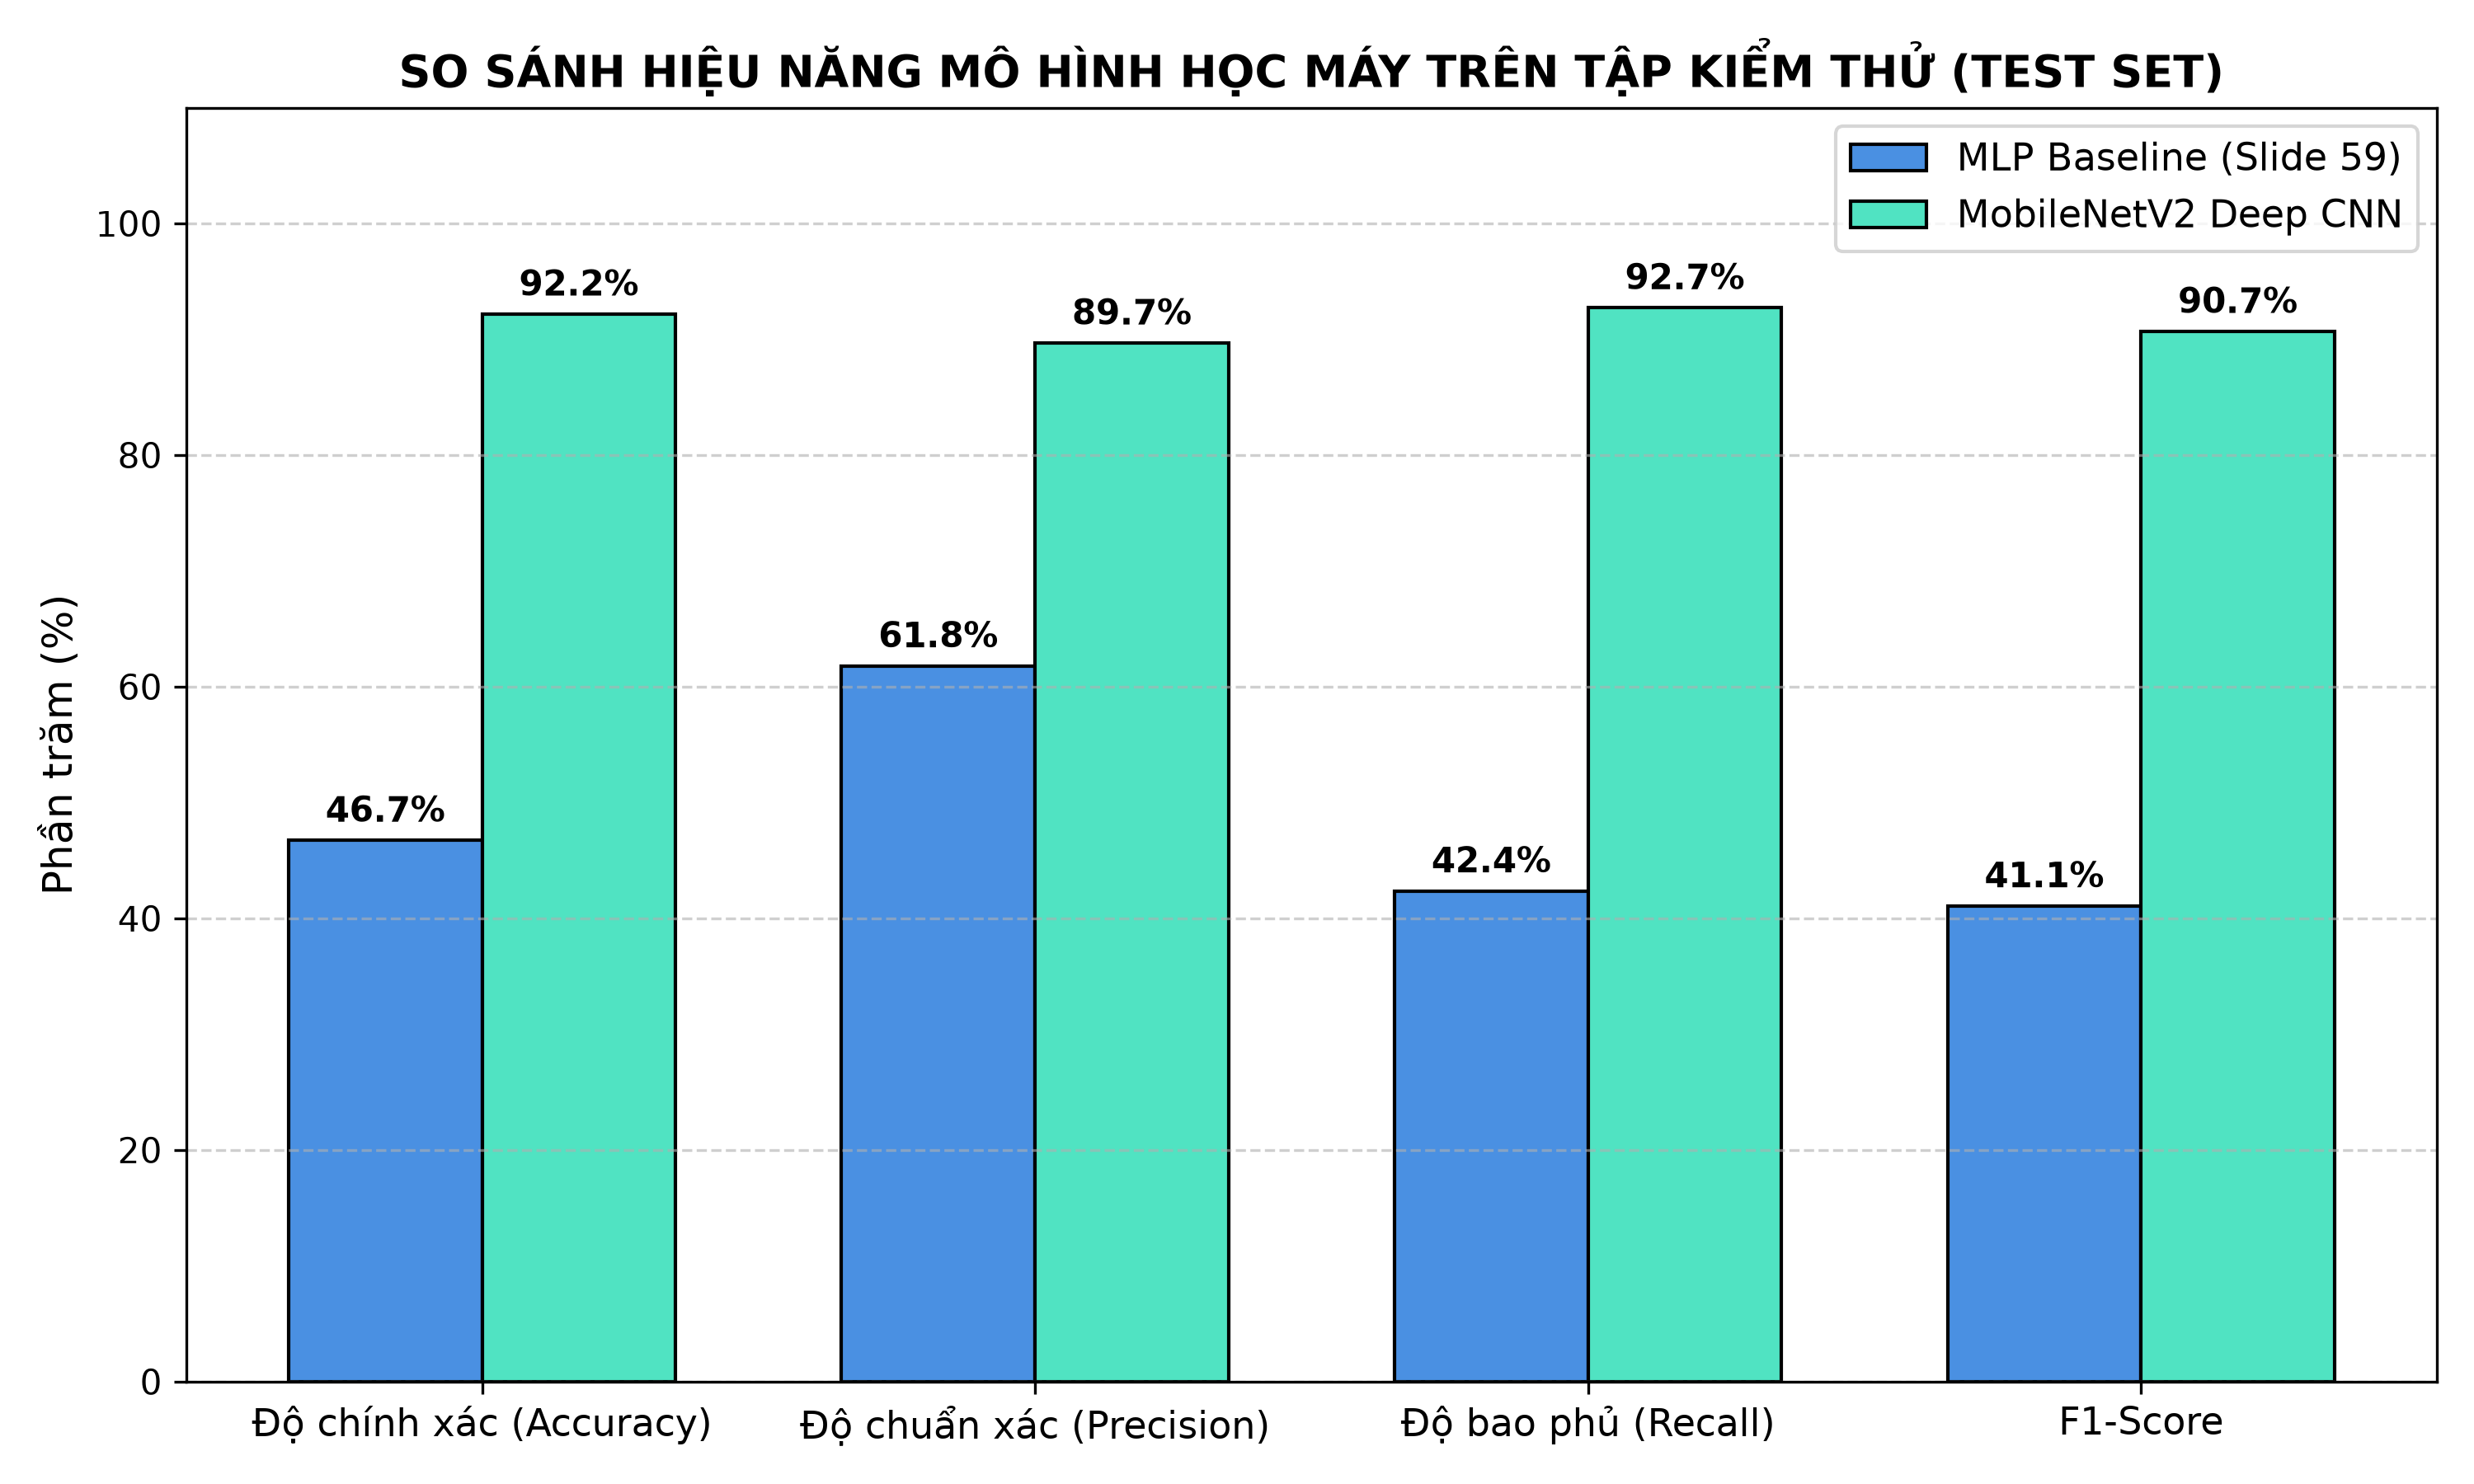 SO SÁNH HIỆU NĂNG MÔ HÌNH HỌC MÁY TRÊN TẬP KIỂM THỬ (TEST SET)
MLP Baseline (Slide 59)
MobileNetV2 Deep CNN
Phần trăm (%)
100
80
60
40
20
0
46.7%
92.2%
61.8%
89.7%
42.4%
92.7%
41.1%
90.7%
Độ chính xác (Accuracy)
Độ chuẩn xác (Precision)
Độ bao phủ (Recall)
F1-Score